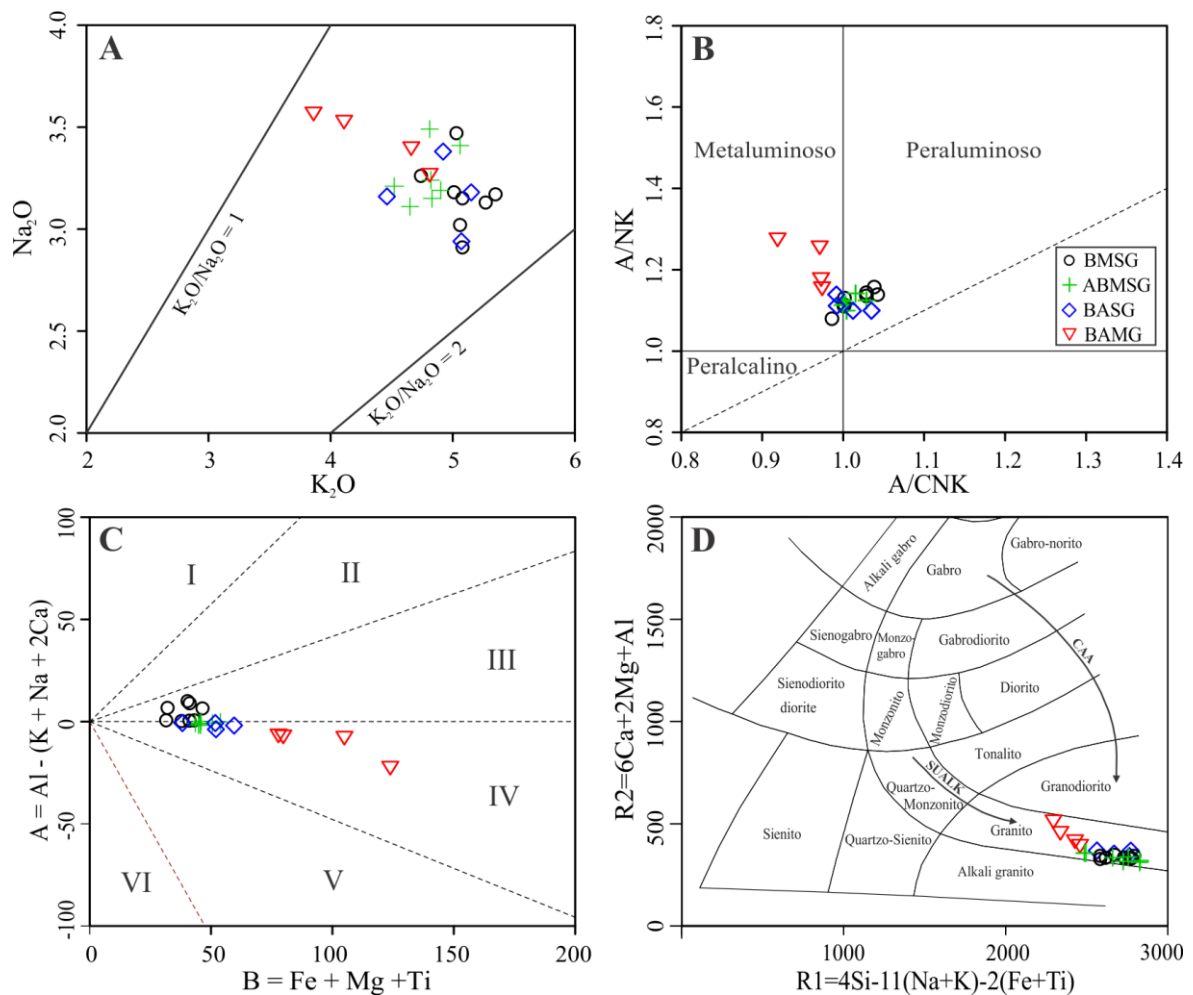 A
4.0
3.5
3.0
2.5
2.0
Na₂O
K₂O/Na₂O = 1
K₂O/Na₂O = 2
2 3 4 5 6
K₂O
B
1.8
1.6
1.4
1.2
1.0
0.8
A/NK
Metaluminoso
Peraluminoso
Peralcalino
BMSG
ABMSG
BASG
BAMG
0.8 1.0 1.2 1.4
A/CNK
C
100
50
0
-50
-100
A = Al - (K + Na + 2Ca)
I
II
III
IV
V
VI
0 50 100 150 200
B = Fe + Mg +Ti
D
2000
1500
1000
500
0
R2=6Ca+2Mg+Al
Alkali gabro
Gabro
Gabro-norito
Sienogabro
Monzo-
gabro
Gabrodiorito
CAA
Sienodiorito
diorite
Monzonito
Monzodiorito
Diorito
Tonalito
SUALK
Quartzo-
Monzonito
Granodiorito
Sienito
Quartzo-Sienito
Granito
Alkali granito
1000 2000 3000
R1=4Si-11(Na+K)-2(Fe+Ti)